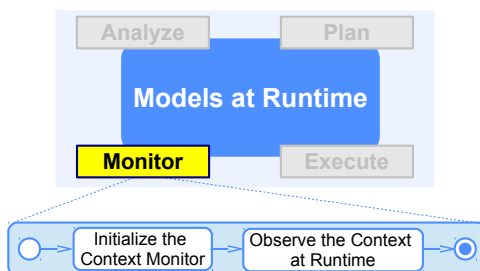 Analyze
Plan
Models at Runtime
Monitor
Execute
Initialize the
Context Monitor
Observe the Context
at Runtime